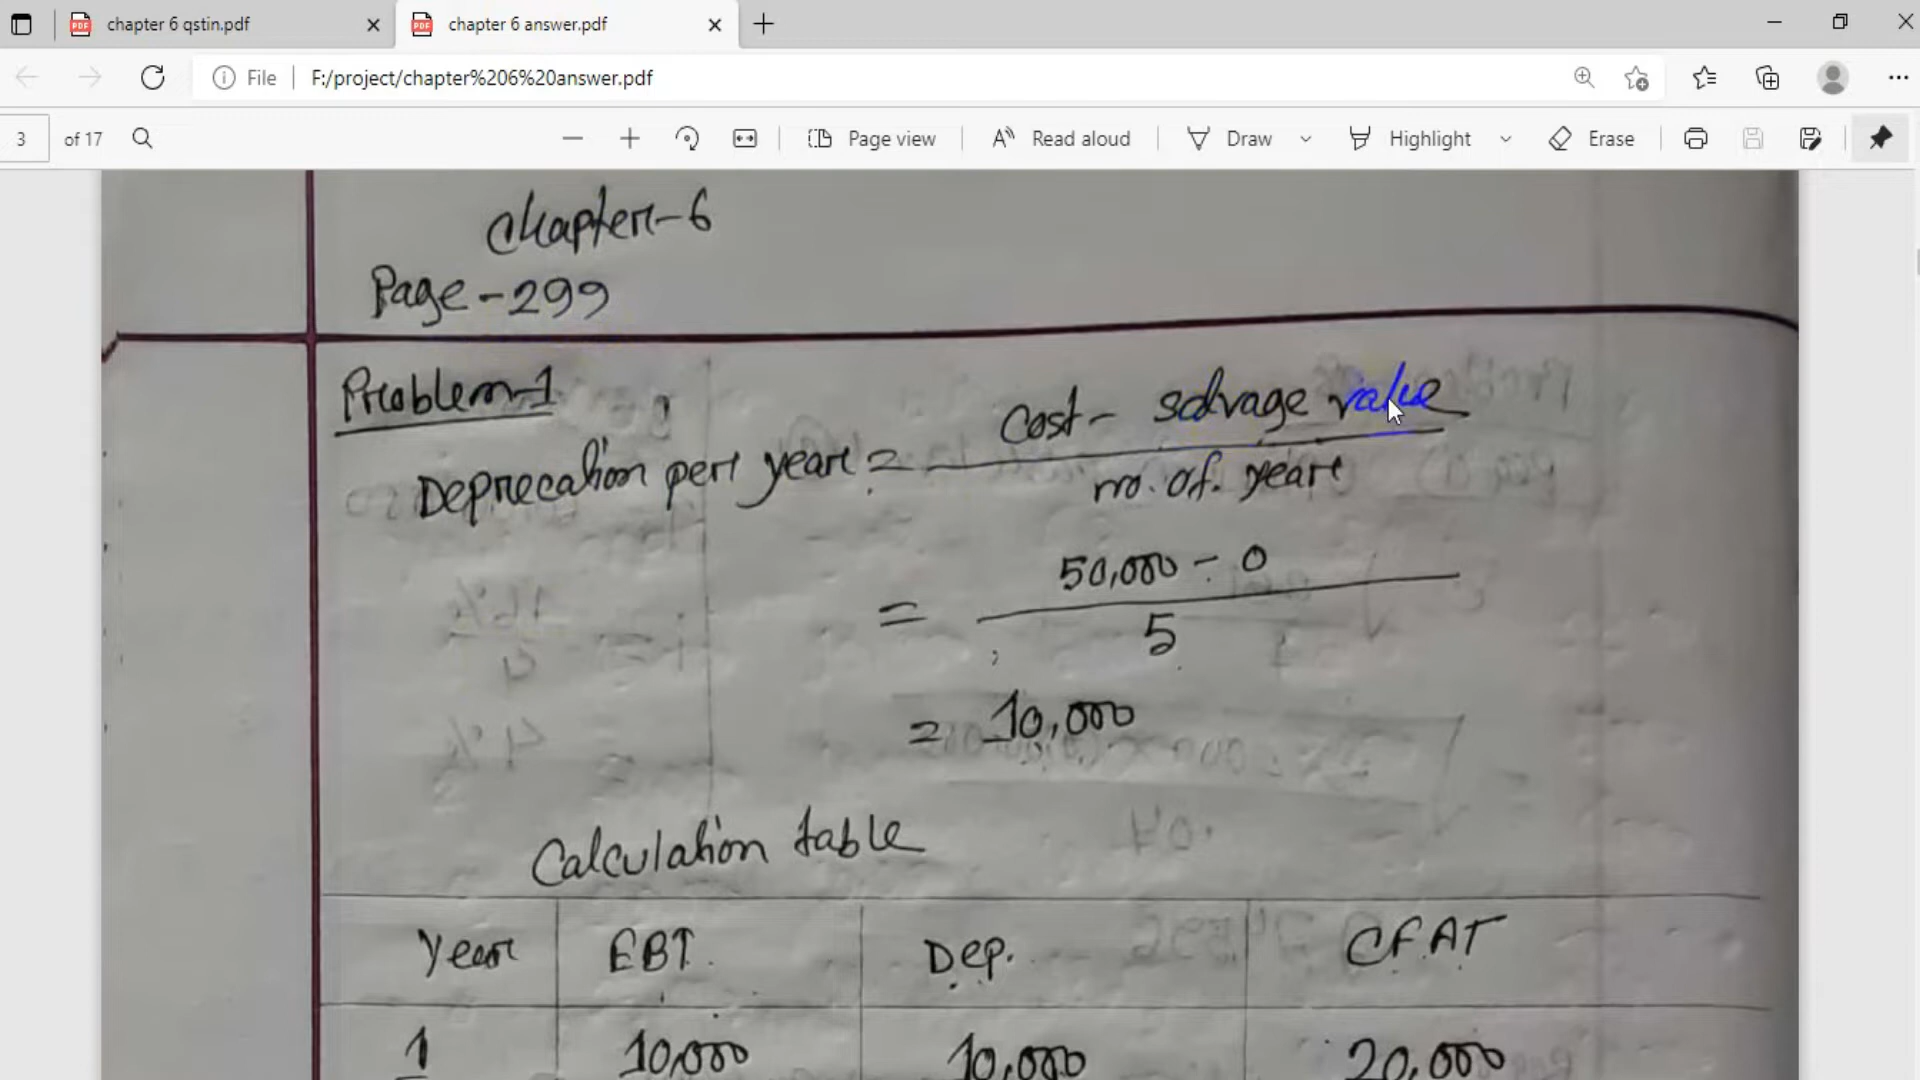 chapter 6 qstin.pdf
chapter 6 answer.pdf
File
F:/project/chapter%206%20answer.pdf
3 of 17
Page view
Read aloud
Draw
Highlight
Erase
Chapter-6
Page-299
Problem-1
Deprecation per year = Cost - salvage value
no. of. year
= 50,000 - 0
5
= 10,000
Calculation table
Year EBT. Dep. CFAT
1 10,000 10,000 20,000